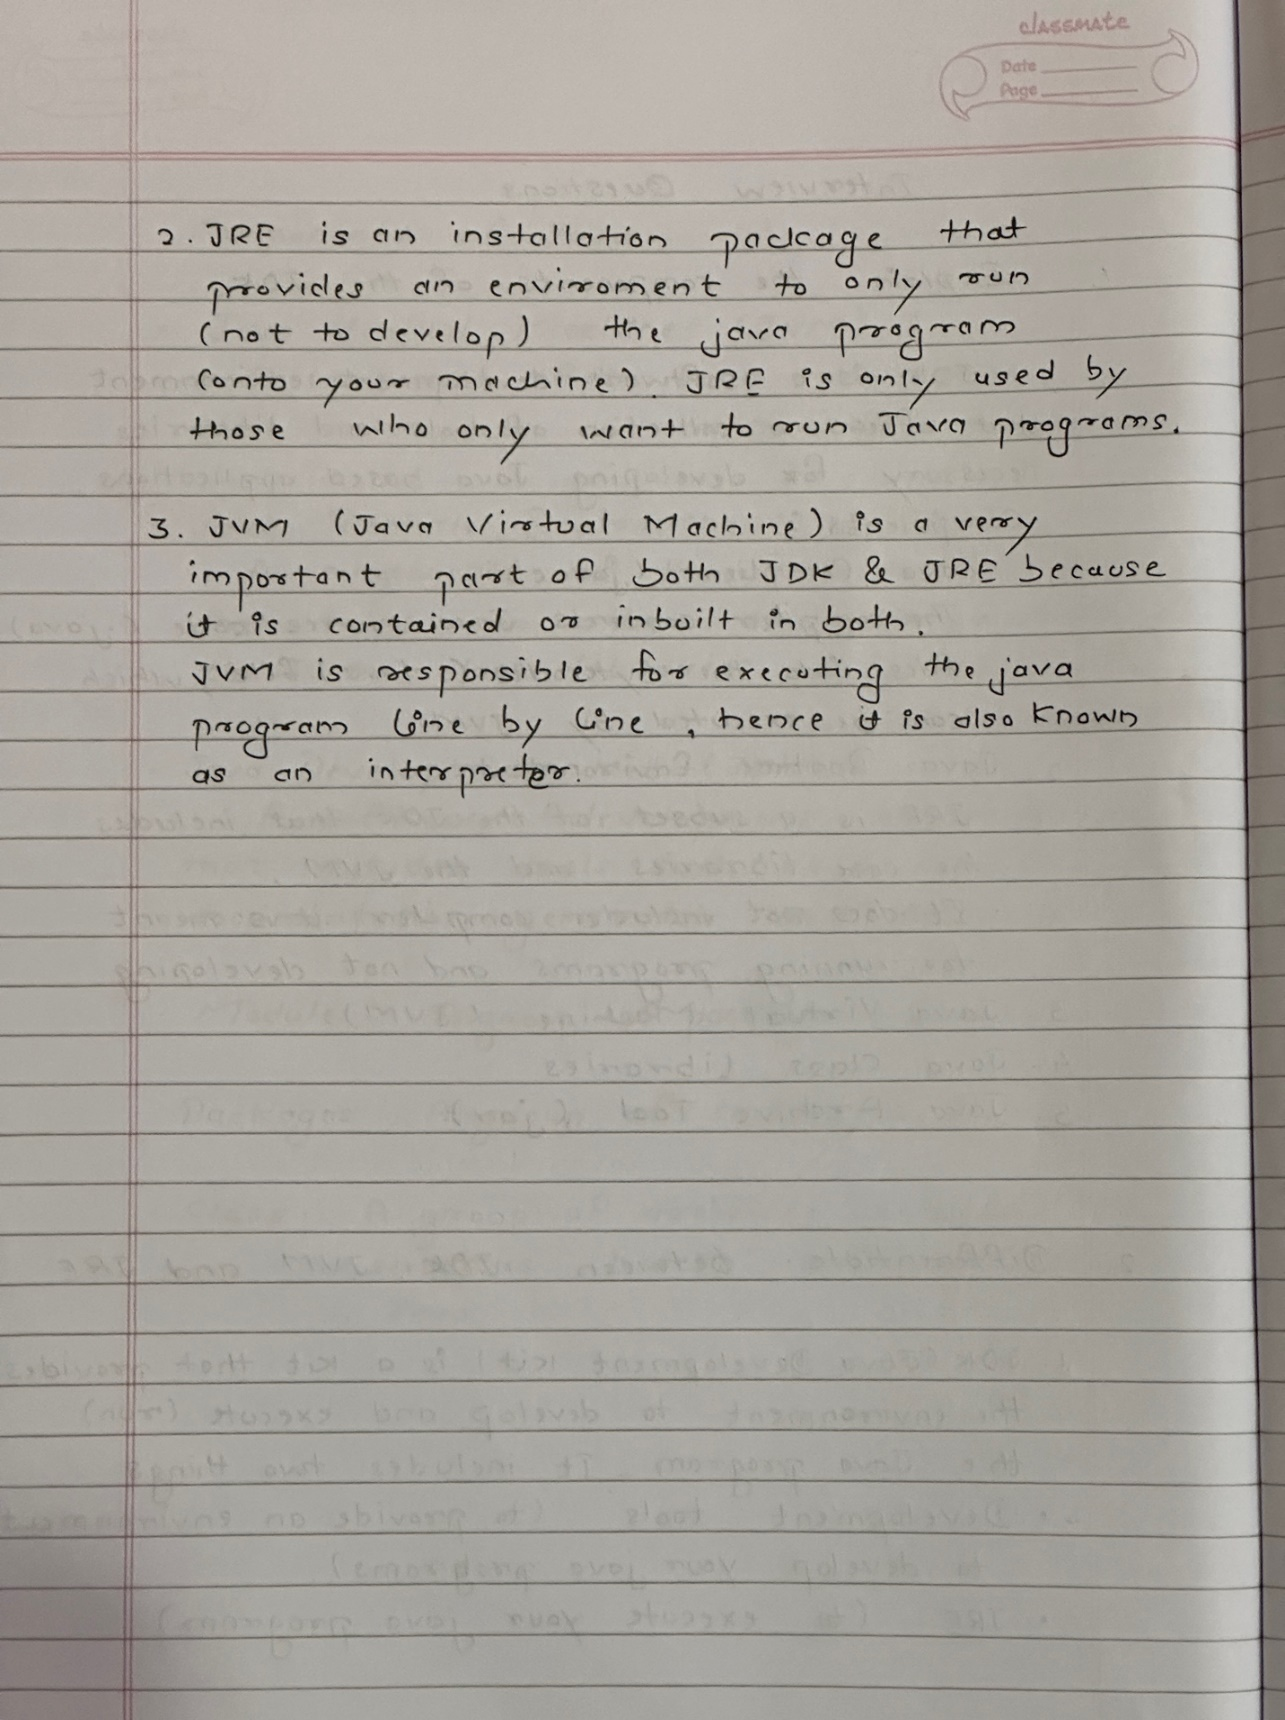 classmate
Date
Page
2. JRE is an installation package that
provides an enviroment to only run
(not to develop) the java program
(onto your machine). JRE is only used by
those who only want to run Java programs.
3. JVM (Java Virtual Machine) is a very
important part of both JDK & JRE because
it is contained or inbuilt in both.
JVM is responsible for executing the java
program line by line, hence it is also known
as an interpreter.